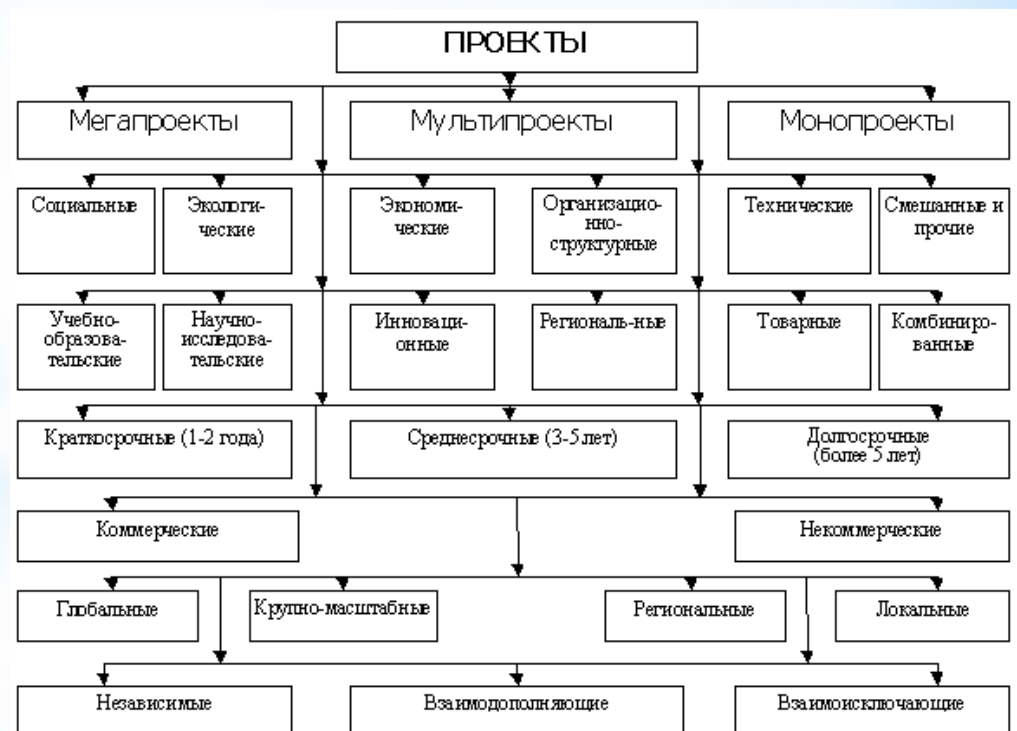 ПРОЕКТЫ
Мегапроекты
Мультипроекты
Монопроекты
Социальные
Экологи-
ческие
Экономи-
ческие
Организацио-
нно-
структурные
Технические
Смешанные и
прочие
Учебно-
образова-
тельские
Научно-
исследова-
тельские
Инноваци-
онные
Региональ-ные
Товарные
Комбиниро-
ванные
Краткосрочные (1-2 года)
Среднесрочные (3-5 лет)
Долгосрочные
(более 5 лет)
Коммерческие
Некоммерческие
Глобальные
Крупно-масштабные
Региональные
Локальные
Независимые
Взаимодополняющие
Взаимоисключающие